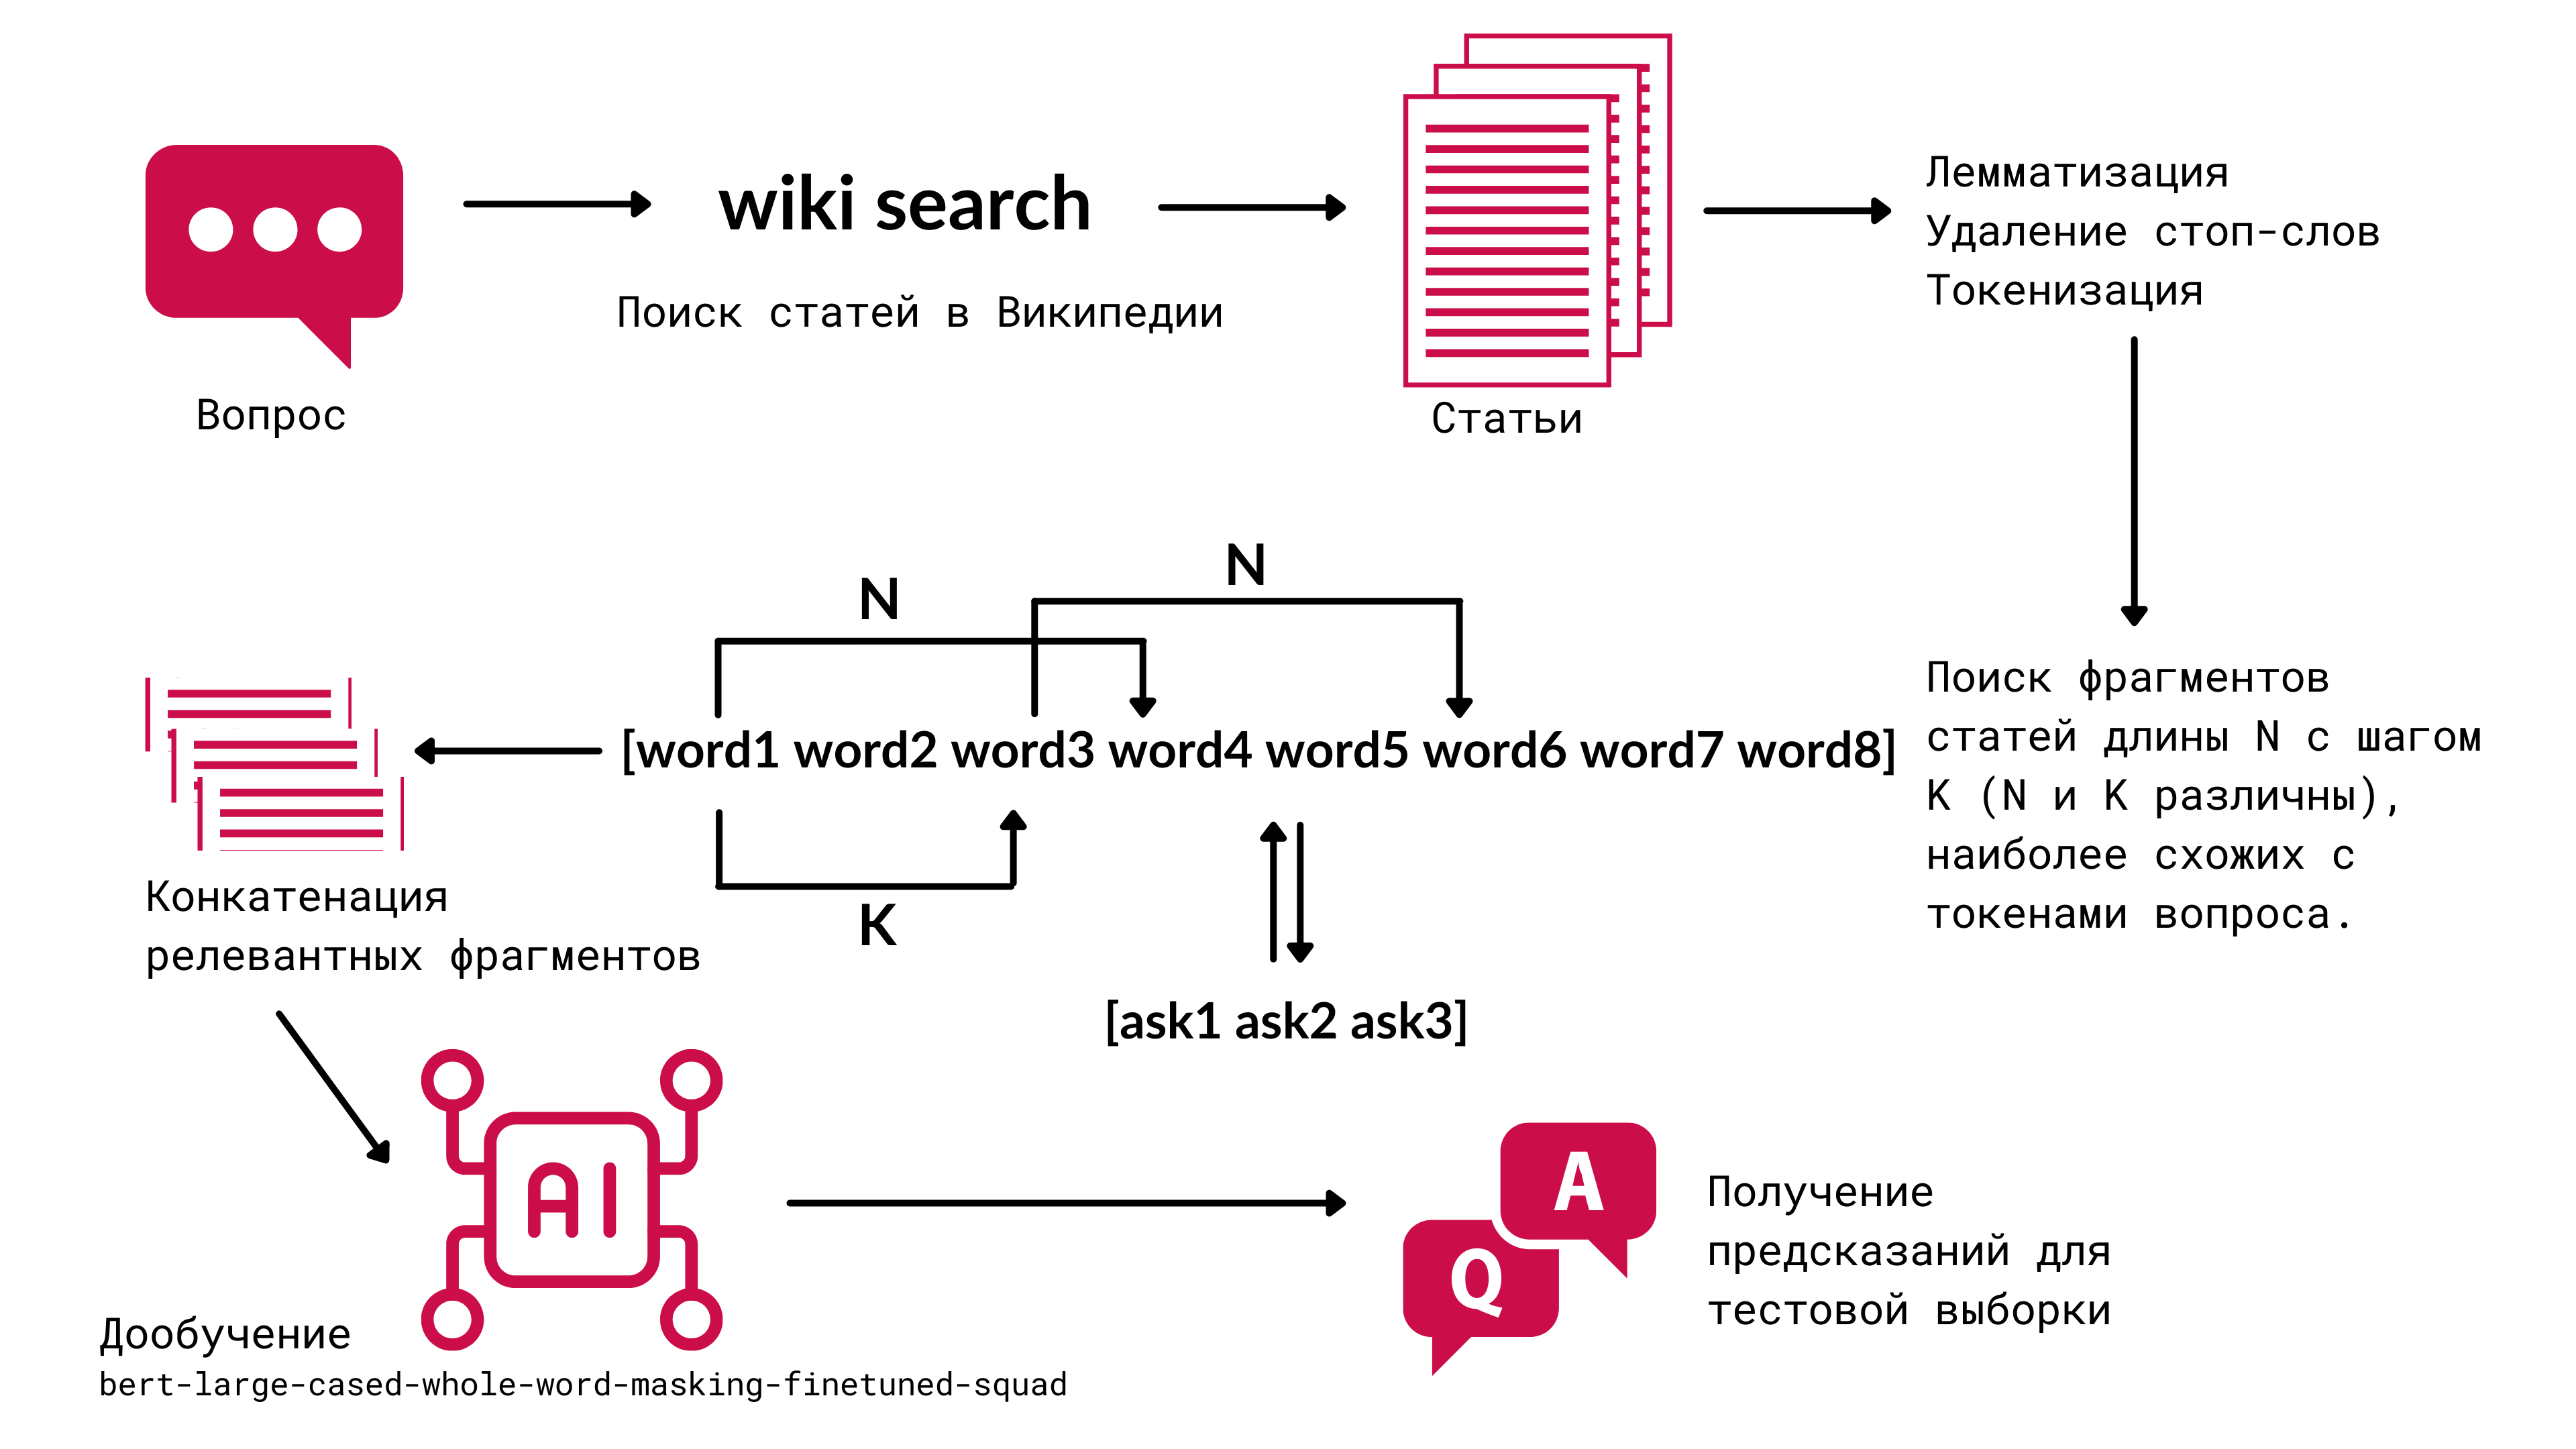 wiki search
Поиск статей в Википедии
Вопрос
Статьи
Лемматизация
Удаление стоп-слов
Токенизация
N
N
[word1 word2 word3 word4 word5 word6 word7 word8]
K
[ask1 ask2 ask3]
Поиск фрагментов
статей длины N с шагом
K (N и K различны),
наиболее схожих с
токенами вопроса.
Конкатенация
релевантных фрагментов
AI
Дообучение
bert-large-cased-whole-word-masking-finetuned-squad
A
Q
Получение
предсказаний для
тестовой выборки